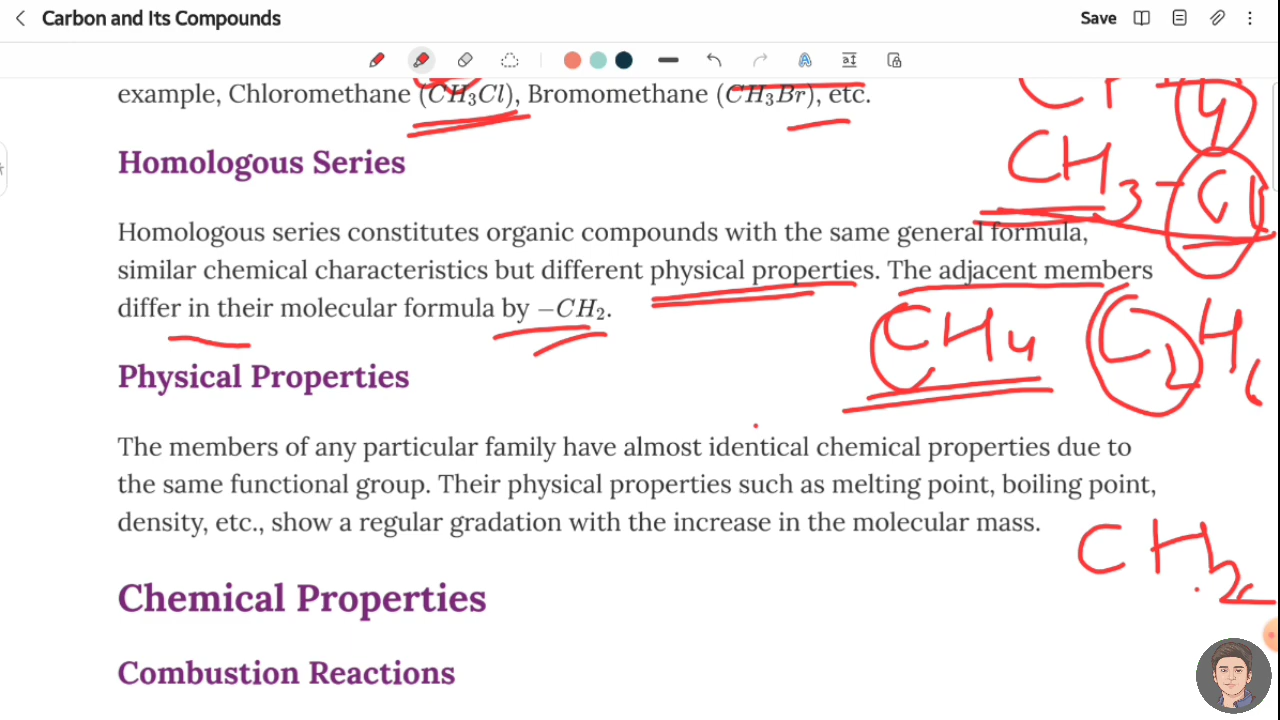 Carbon and Its Compounds
Save
example, Chloromethane (CH₃Cl), Bromomethane (CH₃Br), etc.
4
CH₃-Cl
Homologous Series
Homologous series constitutes organic compounds with the same general formula,
similar chemical characteristics but different physical properties. The adjacent members
differ in their molecular formula by −CH₂.
CH₄ C₂H₆
Physical Properties
The members of any particular family have almost identical chemical properties due to
the same functional group. Their physical properties such as melting point, boiling point,
density, etc., show a regular gradation with the increase in the molecular mass.
CH₂
Chemical Properties
Combustion Reactions